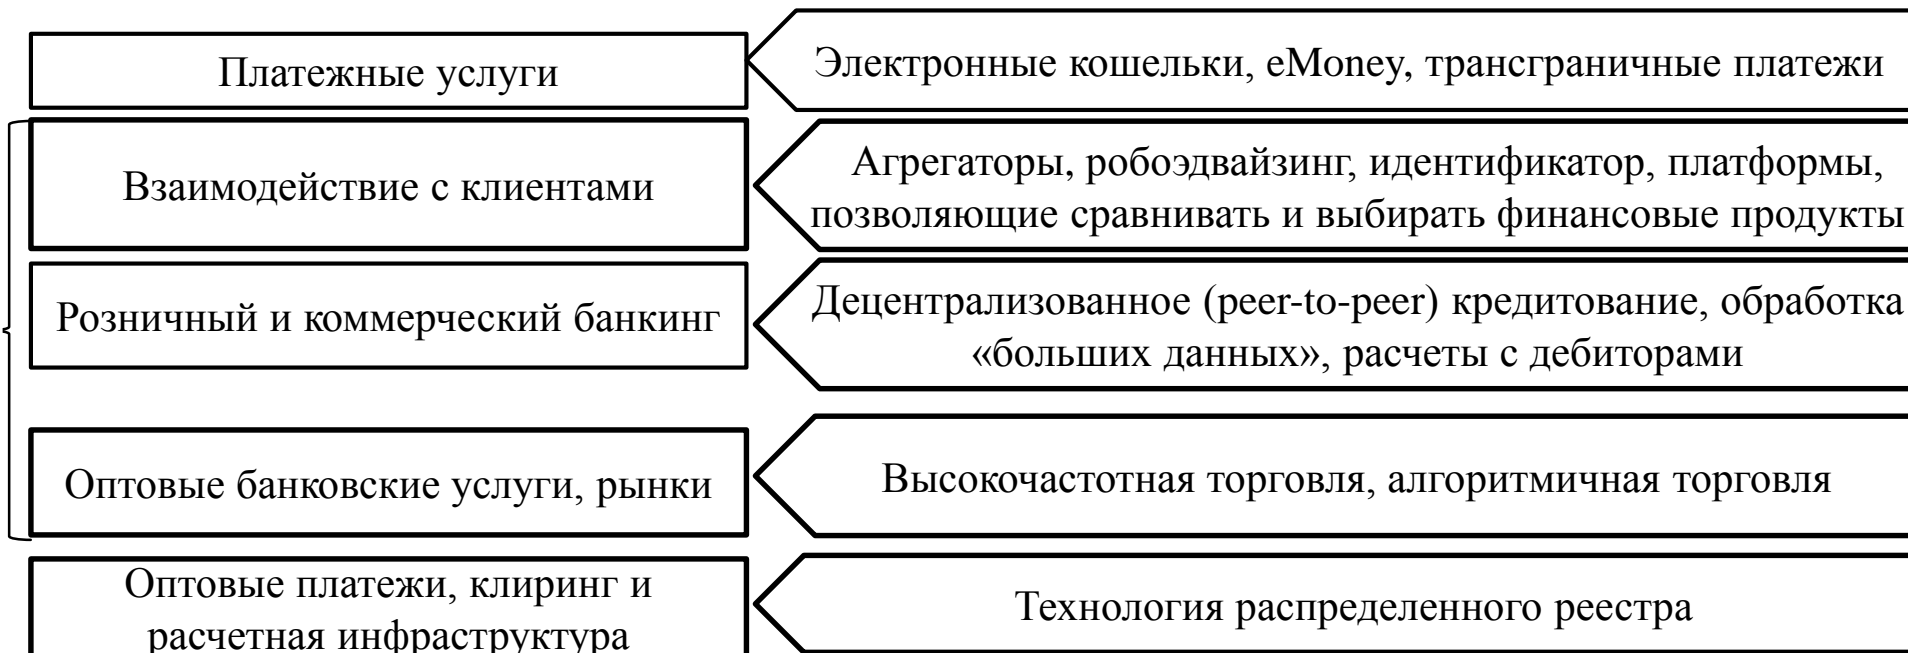 Платежные услуги
Электронные кошельки, eMoney, трансграничные платежи
Взаимодействие с клиентами
Агрегаторы, робоэдвайзинг, идентификатор, платформы,
позволяющие сравнивать и выбирать финансовые продукты
Розничный и коммерческий банкинг
Децентрализованное (peer-to-peer) кредитование, обработка
«больших данных», расчеты с дебиторами
Оптовые банковские услуги, рынки
Высокочастотная торговля, алгоритмичная торговля
Оптовые платежи, клиринг и
расчетная инфраструктура
Технология распределенного реестра